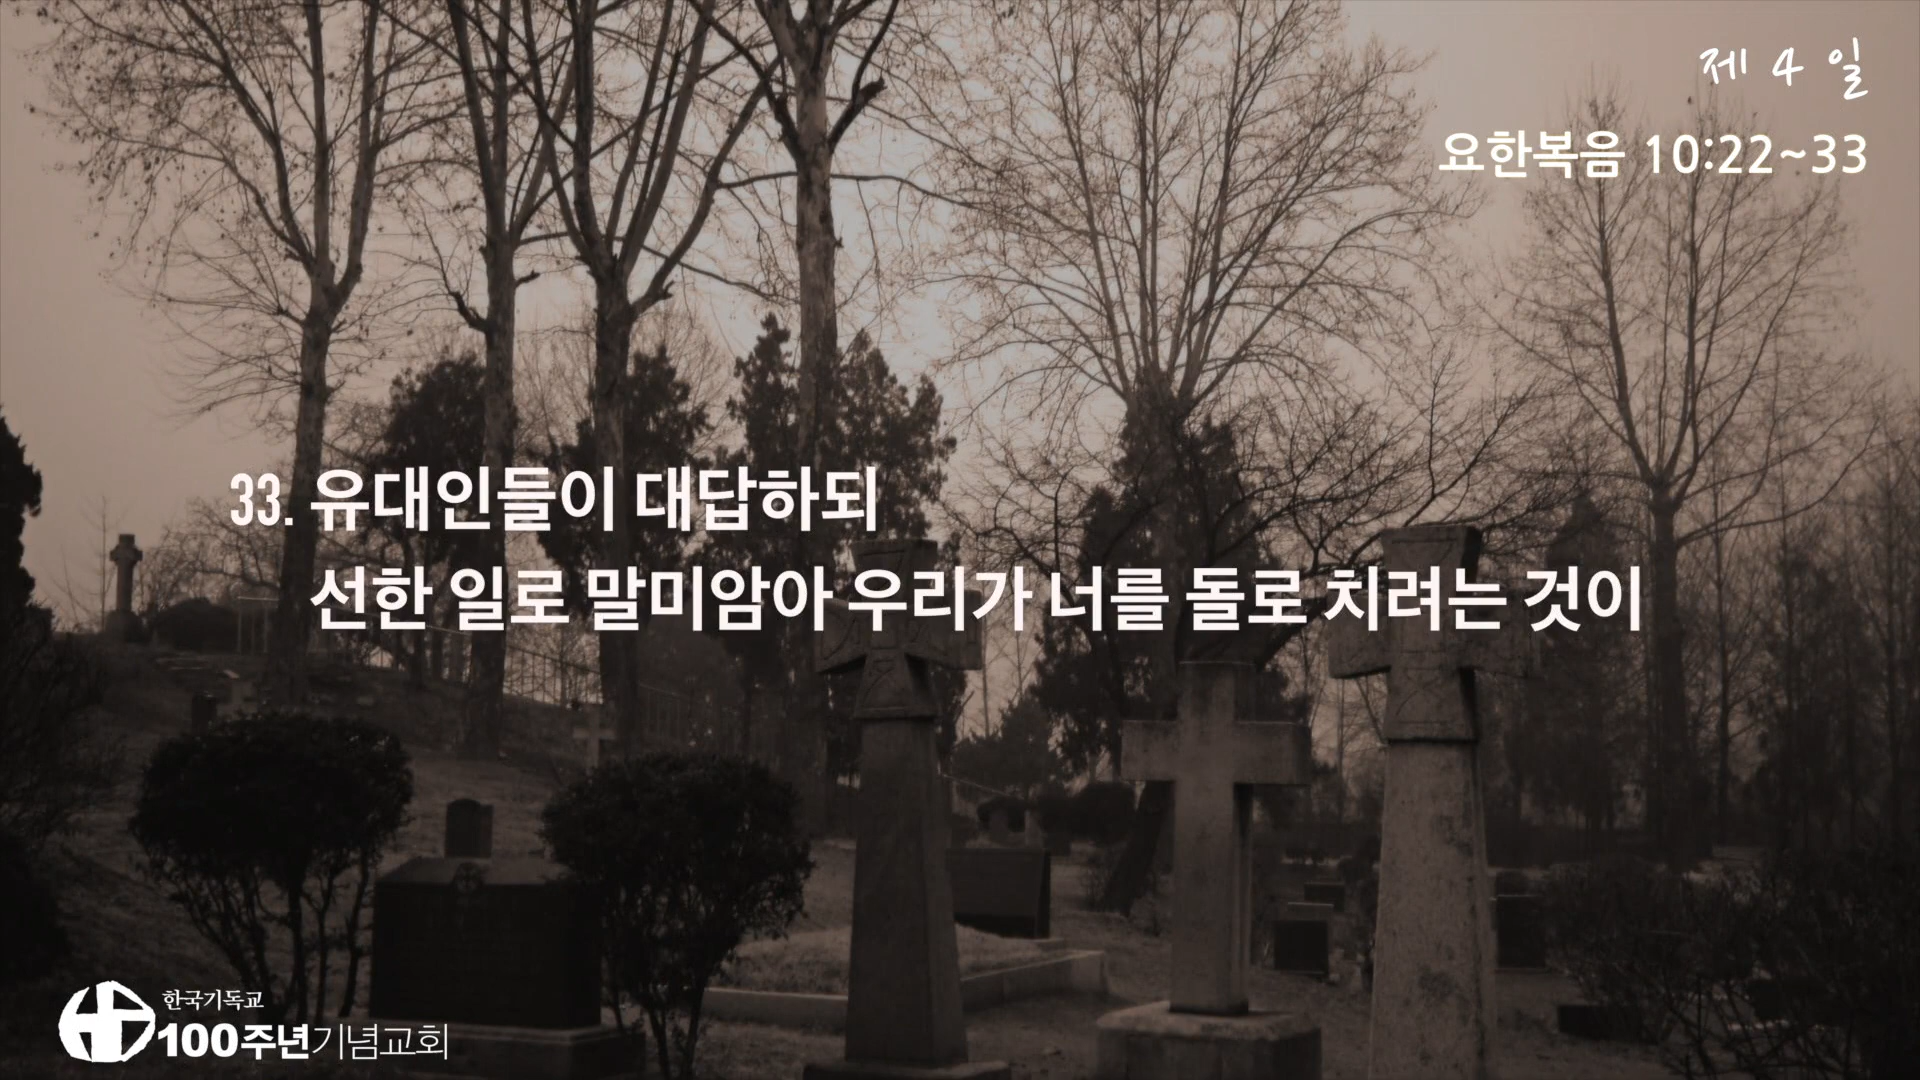 제 4 일
요한복음 10:22~33
33. 유대인들이 대답하되
선한 일로 말미암아 우리가 너를 돌로 치려는 것이
한국기독교
100주년기념교회